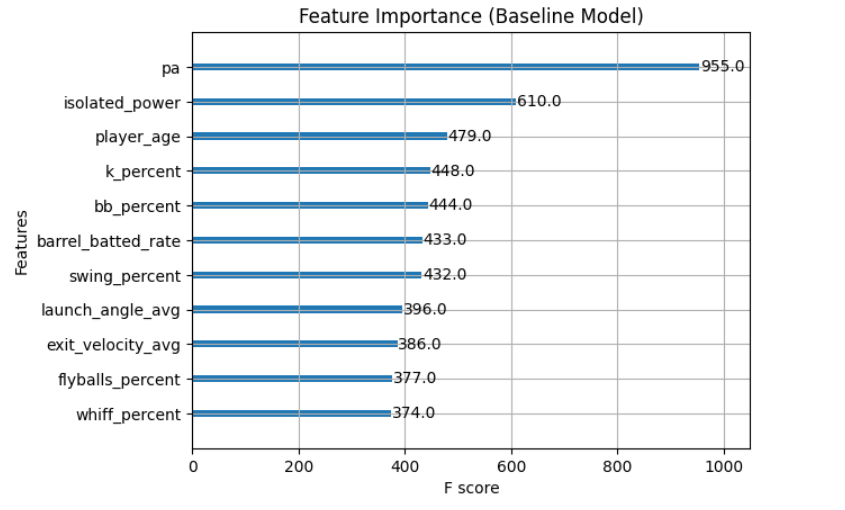 Feature Importance (Baseline Model)
pa 955.0
isolated_power 610.0
player_age 479.0
k_percent 448.0
bb_percent 444.0
barrel_batted_rate 433.0
swing_percent 432.0
launch_angle_avg 396.0
exit_velocity_avg 386.0
flyballs_percent 377.0
whiff_percent 374.0
Features
0 200 400 600 800 1000
F score